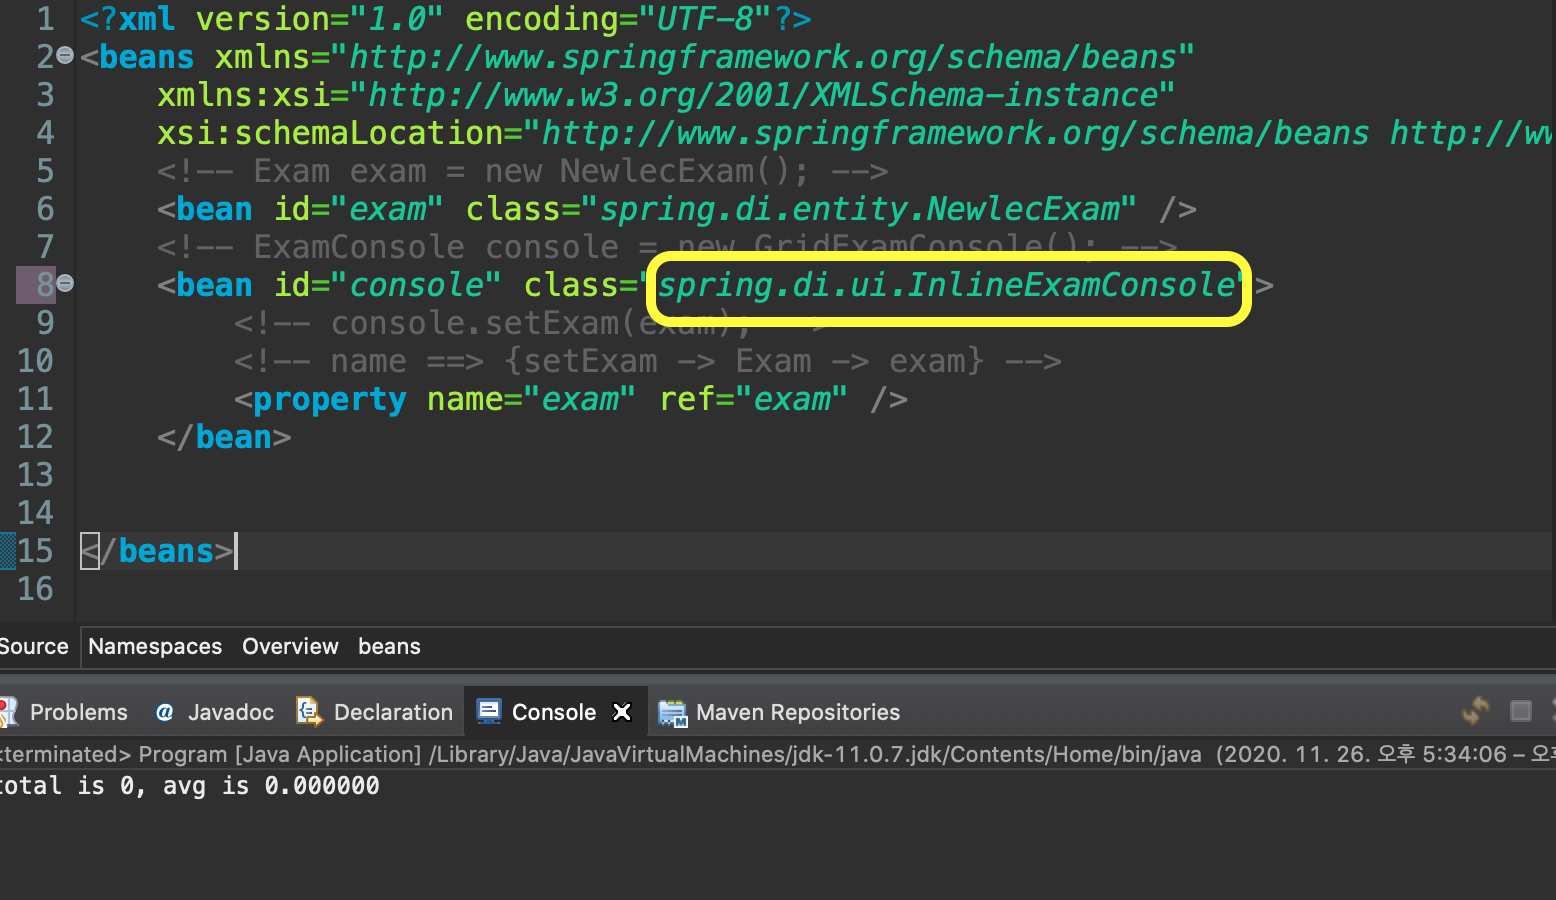 1 <?xml version="1.0" encoding="UTF-8"?>
2 <beans xmlns="http://www.springframework.org/schema/beans"
3 xmlns:xsi="http://www.w3.org/2001/XMLSchema-instance"
4 xsi:schemaLocation="http://www.springframework.org/schema/beans http://ww
5 <!-- Exam exam = new NewlecExam(); -->
6 <bean id="exam" class="spring.di.entity.NewlecExam" />
7 <!-- ExamConsole console = new GridExamConsole(); -->
8 <bean id="console" class="spring.di.ui.InlineExamConsole">
9 <!-- console.setExam(exam); -->
10 <!-- name ==> {setExam -> Exam -> exam} -->
11 <property name="exam" ref="exam" />
12 </bean>
13
14
15 </beans>
16
Source Namespaces Overview beans
Problems @ Javadoc Declaration Console Maven Repositories
<terminated> Program [Java Application] /Library/Java/JavaVirtualMachines/jdk-11.0.7.jdk/Contents/Home/bin/java (2020. 11. 26. 오후 5:34:06 – 오후
total is 0, avg is 0.000000